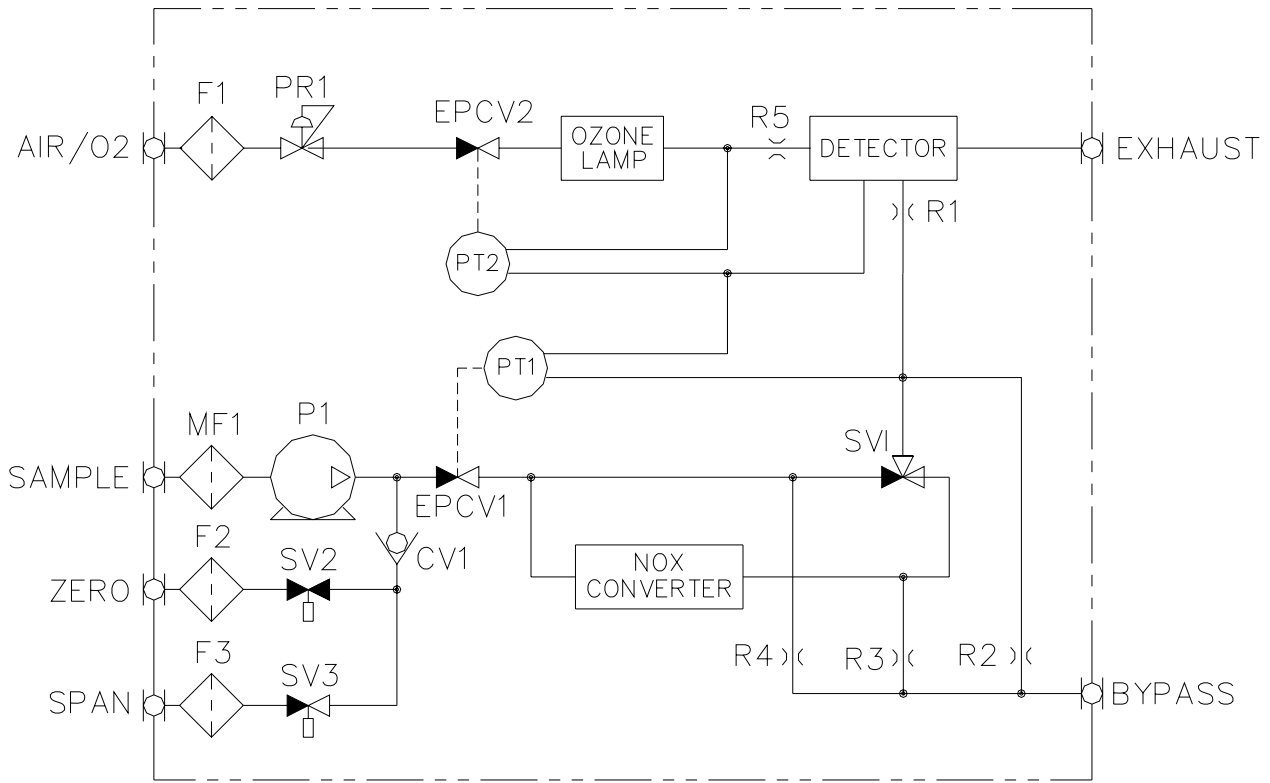 F1
PR1
EPCV2
R5
AIR/O2
OZONE
LAMP
DETECTOR
EXHAUST
R1
PT2
PT1
MF1
P1
SV1
SAMPLE
EPCV1
F2
SV2
CV1
NOX
CONVERTER
ZERO
F3
SV3
R4
R3
R2
SPAN
BYPASS